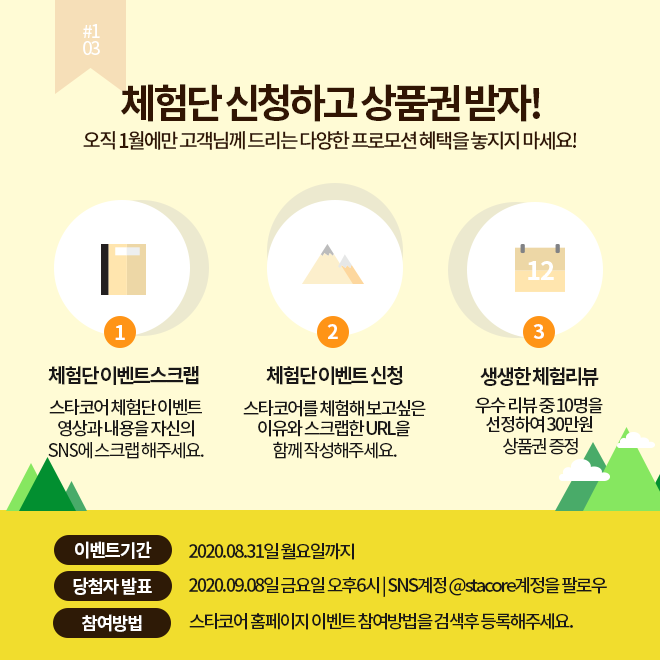 #1
03
체험단 신청하고 상품권 받자!
오직 1월에만 고객님께 드리는 다양한 프로모션 혜택을 놓지지 마세요!
12
1
2
3
체험단 이벤트스크랩
스타코어 체험단 이벤트
영상과 내용을 자신의
SNS에 스크랩 해주세요.
체험단 이벤트 신청
스타코어를 체험해 보고싶은
이유와 스크랩한 URL을
함께 작성해주세요.
생생한 체험리뷰
우수 리뷰 중 10명을
선정하여 30만원
상품권 증정
이벤트기간
2020.08.31일 월요일까지
당첨자 발표
2020.09.08일 금요일 오후6시 | SNS계정 @stacore계정을 팔로우
참여방법
스타코어 홈페이지 이벤트 참여방법을 검색후 등록해주세요.